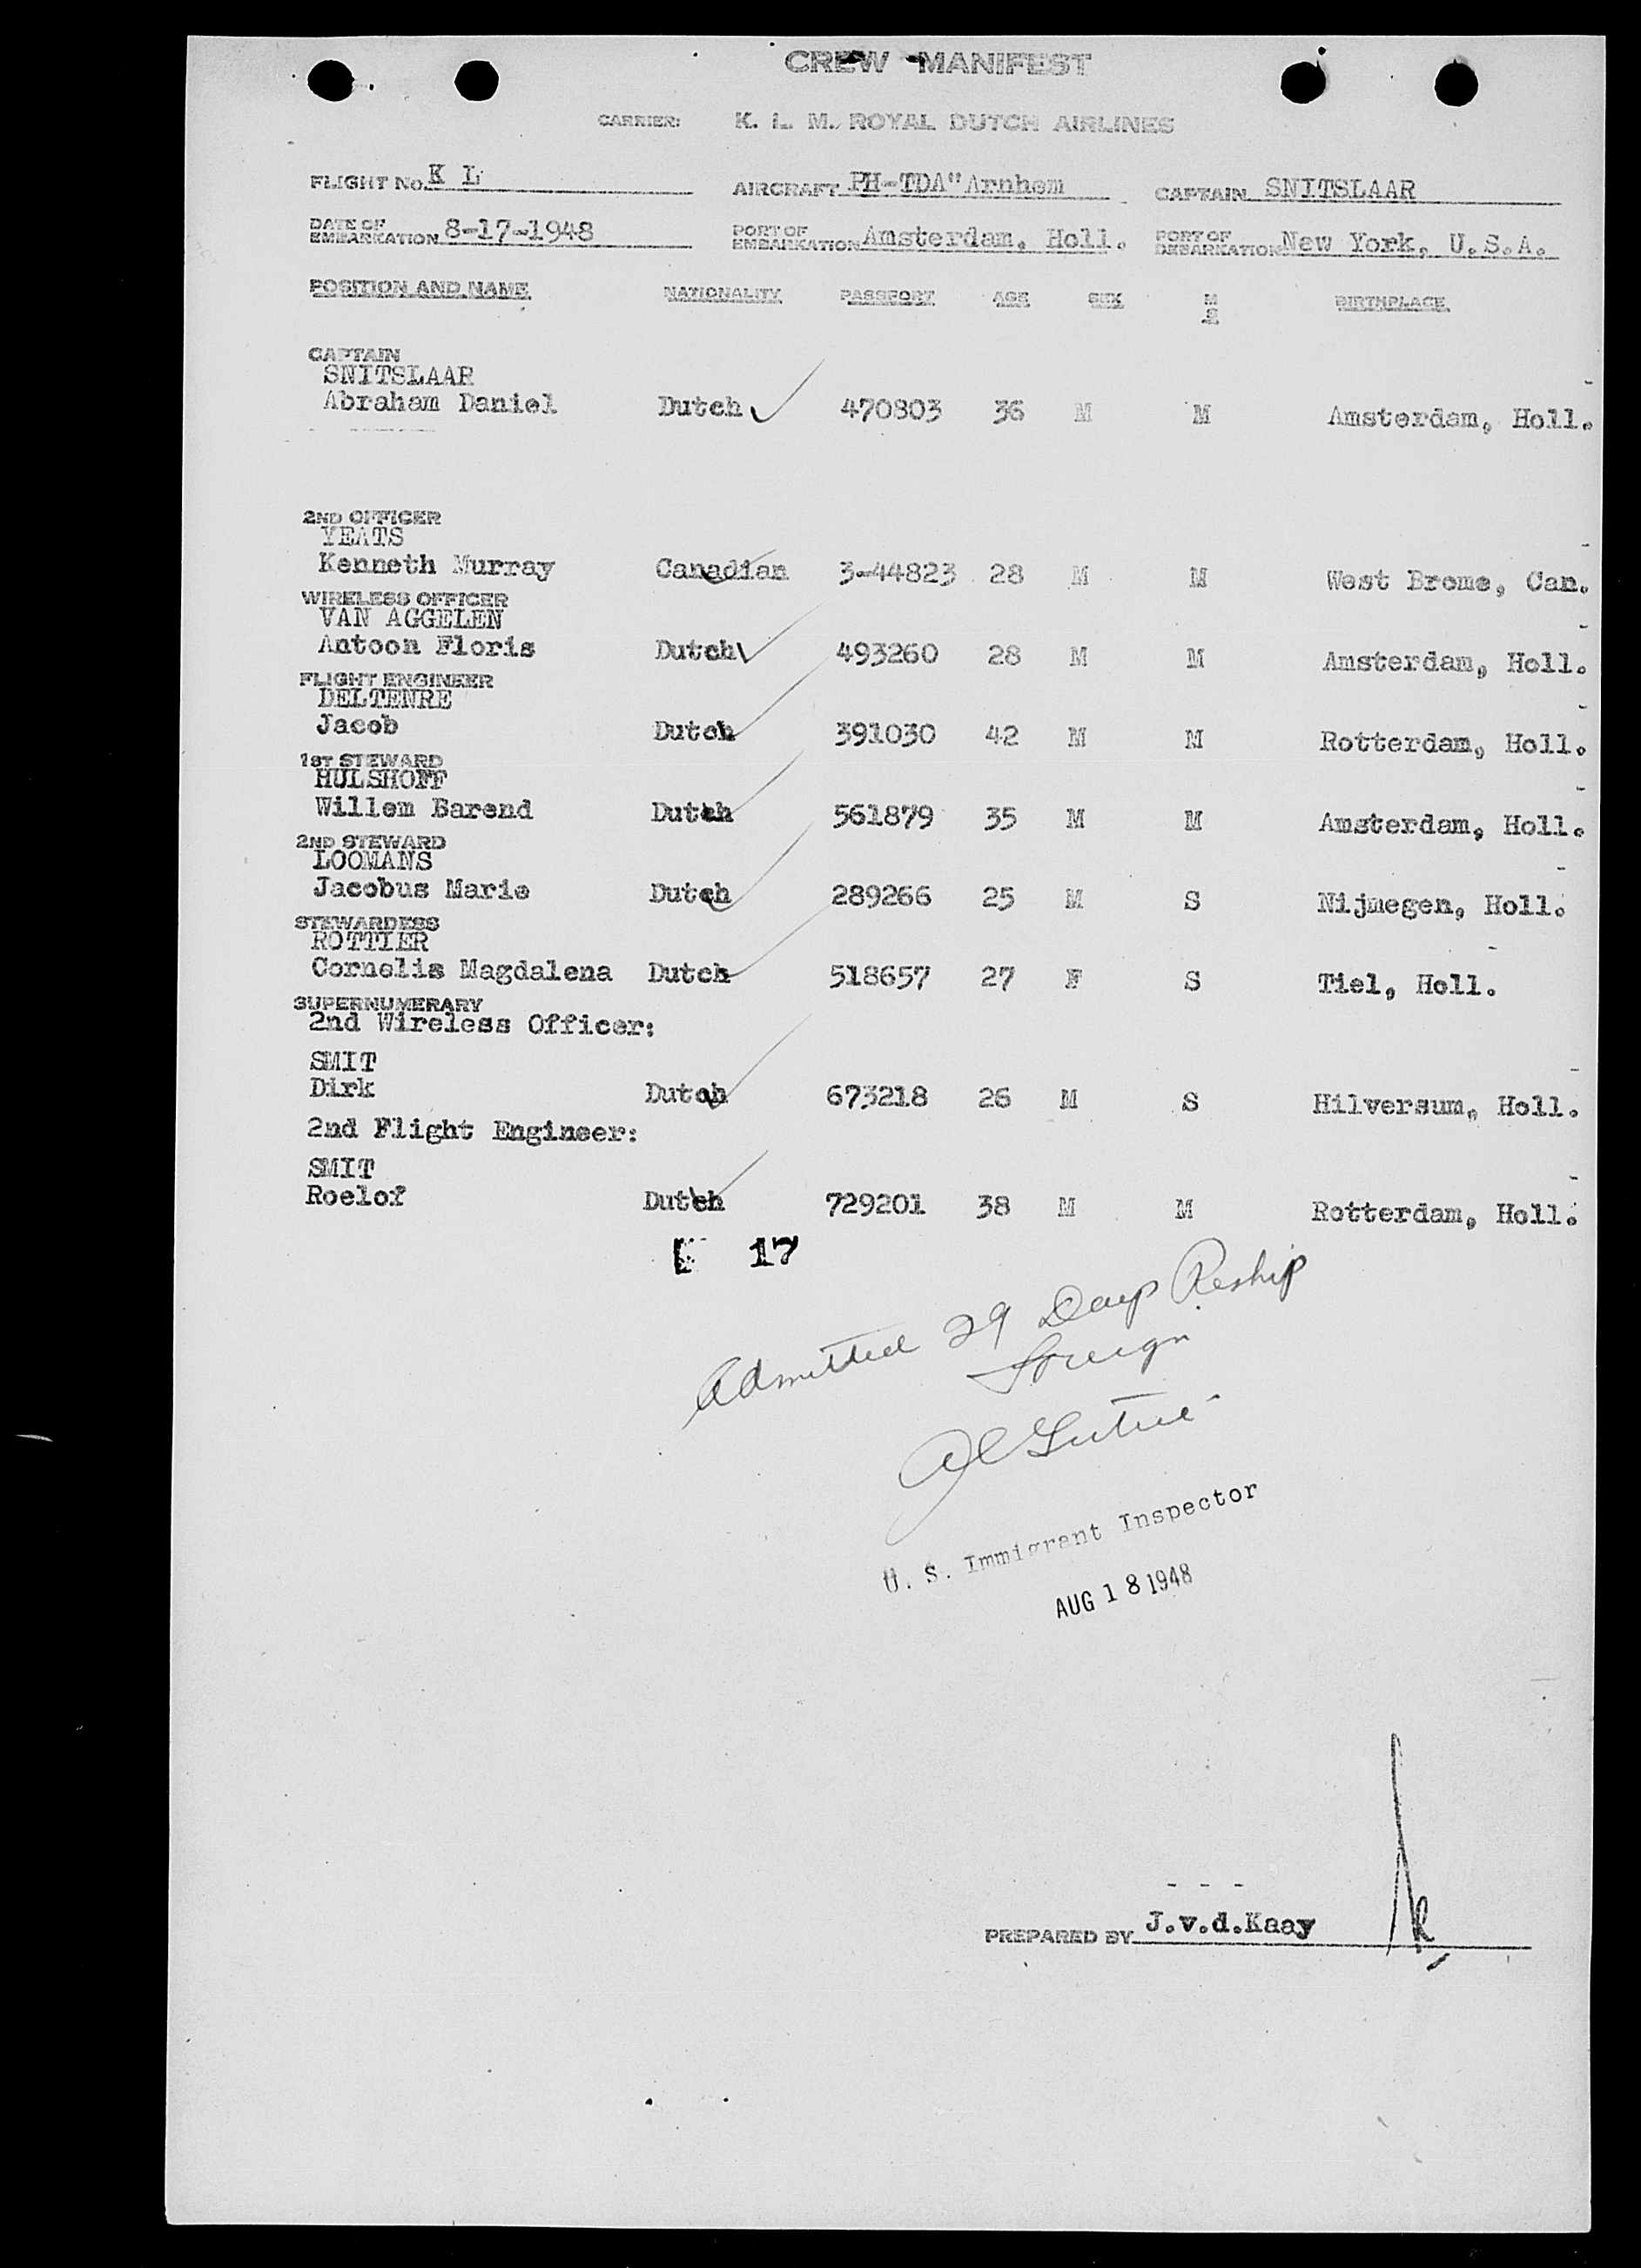 CREW MANIFEST
CARRIER: K. L. M. ROYAL DUTCH AIRLINES
FLIGHT No. K L AIRCRAFT PH-TDA"Arnhem CAPTAIN SNITSLAAR
DATE OF EMBARKATION 8-17-1948 PORT OF EMBARKATION Amsterdam, Holl. PORT OF DEBARKATION New York, U.S.A.
POSITION AND NAME NATIONALITY PASSPORT AGE SEX M S BIRTHPLACE
CAPTAIN
SNITSLAAR
Abraham Daniel Dutch 470803 36 M M Amsterdam, Holl.
2ND OFFICER
YEATS
Kenneth Murray Canadian 3-44823 28 M M West Brome, Can.
WIRELESS OFFICER
VAN AGGELEN
Antoon Floris Dutch 493260 28 M M Amsterdam, Holl.
FLIGHT ENGINEER
DELTENRE
Jacob Dutch 391030 42 M M Rotterdam, Holl.
1ST STEWARD
HULSHOFF
Willem Barend Dutch 561879 35 M M Amsterdam, Holl.
2ND STEWARD
LOOMANS
Jacobus Marie Dutch 289266 25 M S Nijmegen, Holl.
STEWARDESS
ROTTIER
Cornelis Magdalena Dutch 518657 27 F S Tiel, Holl.
SUPERNUMERARY
2nd Wireless Officer:
SMIT
Dirk Dutch 673218 26 M S Hilversum, Holl.
2nd Flight Engineer:
SMIT
Roelof Dutch 729201 38 M M Rotterdam, Holl.
17
Admitted 29 Days Reship
Foreign
U. S. Immigrant Inspector
AUG 18 1948
- - -
PREPARED BY J.v.d.Kaay